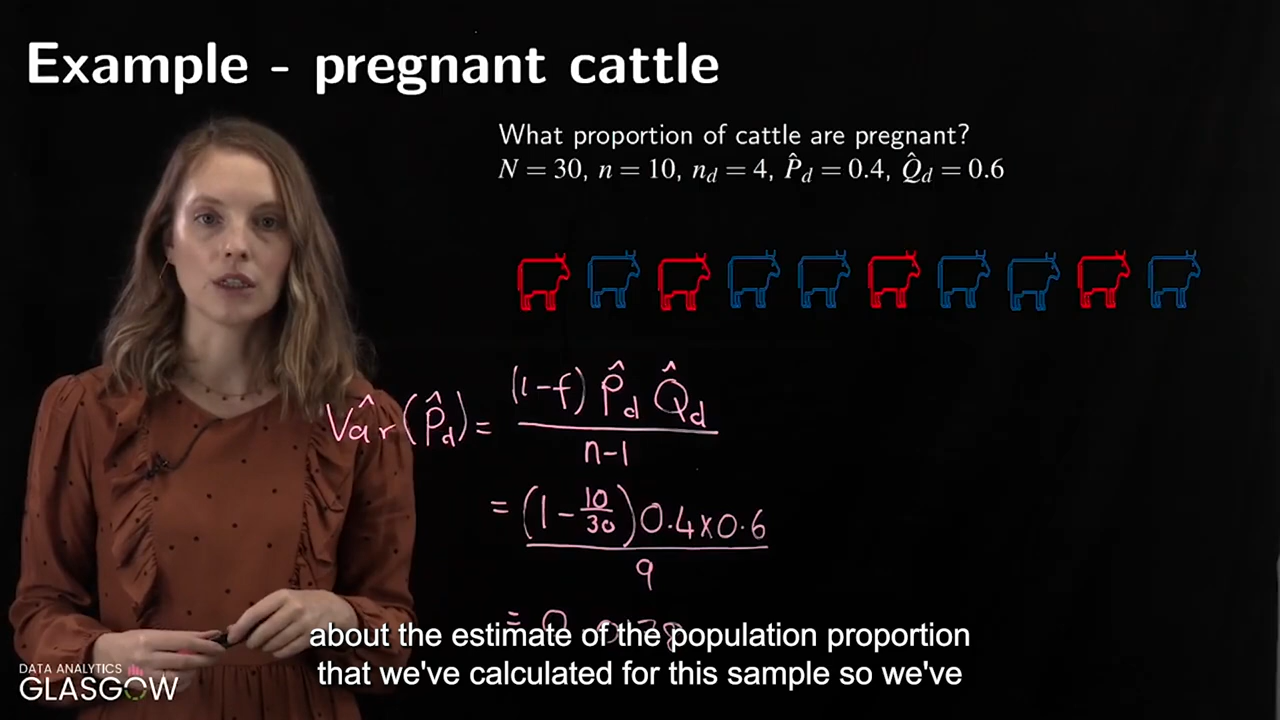 Example - pregnant cattle
What proportion of cattle are pregnant?
N = 30, n = 10, n_d = 4, P̂_d = 0.4, Q̂_d = 0.6
Vâr(P̂_d) = (1-f) P̂_d Q̂_d / n-1
= (1 - 10/30) 0.4 x 0.6 / 9
= 0.
about the estimate of the population proportion
that we've calculated for this sample so we've
DATA ANALYTICS
GLASGOW